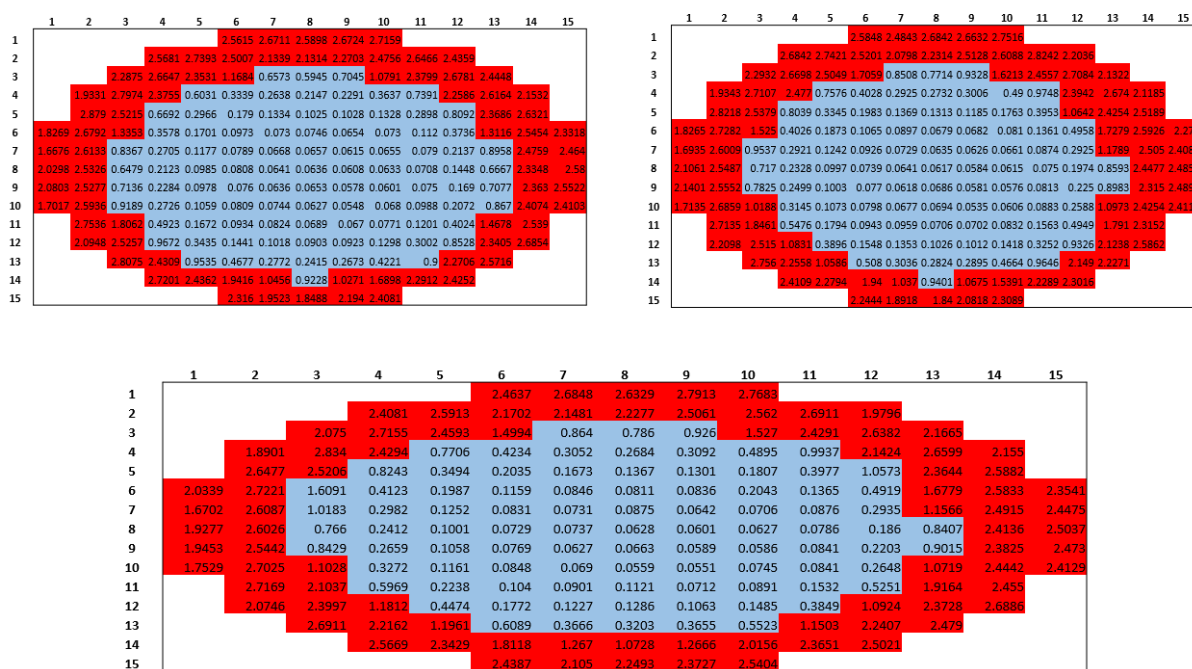 1 2 3 4 5 6 7 8 9 10 11 12 13 14 15
1 2.5615 2.6711 2.5898 2.6724 2.7159
2 2.5681 2.7393 2.5007 2.1339 2.1314 2.2703 2.4756 2.6466 2.4359
3 2.2875 2.6647 2.3531 1.1684 0.6573 0.5945 0.7045 1.0791 2.3799 2.6781 2.4448
4 1.9331 2.7974 2.3755 0.6031 0.3339 0.2638 0.2147 0.2291 0.3637 0.7391 2.2586 2.6164 2.1532
5 2.879 2.5215 0.6692 0.2966 0.179 0.1334 0.1025 0.1028 0.1328 0.2898 0.8092 2.3686 2.6321
6 1.8269 2.6792 1.3353 0.3578 0.1701 0.0973 0.073 0.0746 0.0654 0.073 0.112 0.3736 1.3116 2.5454 2.3318
7 1.6676 2.6133 0.8367 0.2705 0.1177 0.0789 0.0668 0.0657 0.0615 0.0655 0.079 0.2137 0.8958 2.4759 2.464
8 2.0298 2.5326 0.6479 0.2123 0.0985 0.0808 0.0641 0.0636 0.0608 0.0633 0.0708 0.1448 0.6667 2.3348 2.58
9 2.0803 2.5277 0.7136 0.2284 0.0978 0.076 0.0636 0.0653 0.0578 0.0601 0.075 0.169 0.7077 2.363 2.5522
10 1.7017 2.5936 0.9189 0.2726 0.1059 0.0809 0.0744 0.0627 0.0548 0.068 0.0988 0.2072 0.867 2.4074 2.4103
11 2.7536 1.8062 0.4923 0.1672 0.0934 0.0824 0.0689 0.067 0.0771 0.1201 0.4024 1.4678 2.539
12 2.0948 2.5257 0.9672 0.3435 0.1441 0.1018 0.0903 0.0923 0.1298 0.3002 0.8528 2.3405 2.6854
13 2.8075 2.4309 0.9535 0.4677 0.2772 0.2415 0.2673 0.4221 0.9 2.2706 2.5716
14 2.7201 2.4362 1.9416 1.0456 0.9228 1.0271 1.6898 2.2912 2.4252
15 2.316 1.9523 1.8488 2.194 2.4081
1 2 3 4 5 6 7 8 9 10 11 12 13 14 15
1 2.5848 2.4843 2.6842 2.6632 2.7516
2 2.6842 2.7421 2.5201 2.0798 2.2314 2.5128 2.6088 2.8242 2.2036
3 2.2932 2.6698 2.5049 1.7059 0.8508 0.7714 0.9328 1.6213 2.4557 2.7084 2.1322
4 1.9343 2.7107 2.477 0.7576 0.4028 0.2925 0.2732 0.3006 0.49 0.9748 2.3942 2.674 2.1185
5 2.8218 2.5379 0.8039 0.3345 0.1983 0.1369 0.1313 0.1185 0.1763 0.3953 1.0642 2.4254 2.5189
6 1.8265 2.7282 1.525 0.4026 0.1873 0.1065 0.0897 0.0679 0.0682 0.081 0.1361 0.4958 1.7279 2.5926
7 1.6935 2.6009 0.9537 0.2921 0.1242 0.0926 0.0729 0.0635 0.0626 0.0661 0.0874 0.2925 1.1789 2.505
8 2.1061 2.5487 0.717 0.2328 0.0997 0.0739 0.0641 0.0617 0.0584 0.0615 0.075 0.1974 0.8593 2.4477
9 2.1401 2.5552 0.7825 0.2499 0.1003 0.077 0.0618 0.0686 0.0581 0.0576 0.0813 0.225 0.8983 2.315
10 1.7135 2.6859 1.0188 0.3145 0.1073 0.0798 0.0677 0.0694 0.0535 0.0606 0.0883 0.2588 1.0973 2.4254
11 2.7135 1.8461 0.5476 0.1794 0.0943 0.0959 0.0706 0.0702 0.0832 0.1563 0.4949 1.791 2.3152
12 2.2098 2.515 1.0831 0.3896 0.1548 0.1353 0.1026 0.1012 0.1418 0.3252 0.9326 2.1238 2.5862
13 2.756 2.2558 1.0586 0.508 0.3036 0.2824 0.2895 0.4664 0.9646 2.149 2.2271
14 2.4109 2.2794 1.94 1.037 0.9401 1.0675 1.5391 2.2289 2.3016
15 2.2444 1.8918 1.84 2.0818 2.3089
1 2 3 4 5 6 7 8 9 10 11 12 13 14 15
1 2.4637 2.6848 2.6329 2.7913 2.7683
2 2.4081 2.5913 2.1702 2.1481 2.2277 2.5061 2.562 2.6911 1.9796
3 2.075 2.7155 2.4593 1.4994 0.864 0.786 0.926 1.527 2.4291 2.6382 2.1665
4 1.8901 2.834 2.4294 0.7706 0.4234 0.3052 0.2684 0.3092 0.4895 0.9937 2.1424 2.6599 2.155
5 2.6477 2.5206 0.8243 0.3494 0.2035 0.1673 0.1367 0.1301 0.1807 0.3977 1.0573 2.3644 2.5882
6 2.0339 2.7221 1.6091 0.4123 0.1987 0.1159 0.0846 0.0811 0.0836 0.2043 0.1365 0.4919 1.6779 2.5833 2.3541
7 1.6702 2.6087 1.0183 0.2982 0.1252 0.0831 0.0731 0.0875 0.0642 0.0706 0.0876 0.2935 1.1566 2.4915 2.4475
8 1.9277 2.6026 0.766 0.2412 0.1001 0.0729 0.0737 0.0628 0.0601 0.0627 0.0786 0.186 0.8407 2.4136 2.5037
9 1.9453 2.5442 0.8429 0.2659 0.1058 0.0769 0.0627 0.0663 0.0589 0.0586 0.0841 0.2203 0.9015 2.3825 2.473
10 1.7529 2.7025 1.1028 0.3272 0.1161 0.0848 0.069 0.0559 0.0551 0.0745 0.0841 0.2648 1.0719 2.4442 2.4129
11 2.7169 2.1037 0.5969 0.2238 0.104 0.0901 0.1121 0.0712 0.0891 0.1532 0.5251 1.9164 2.455
12 2.0746 2.3997 1.1812 0.4474 0.1772 0.1227 0.1286 0.1063 0.1485 0.3849 1.0924 2.3728 2.6886
13 2.6911 2.2162 1.1961 0.6089 0.3666 0.3203 0.3655 0.5523 1.1503 2.2407 2.479
14 2.5669 2.3429 1.8118 1.267 1.0728 1.2666 2.0156 2.3651 2.5021
15 2.4387 2.105 2.2493 2.3727 2.5404